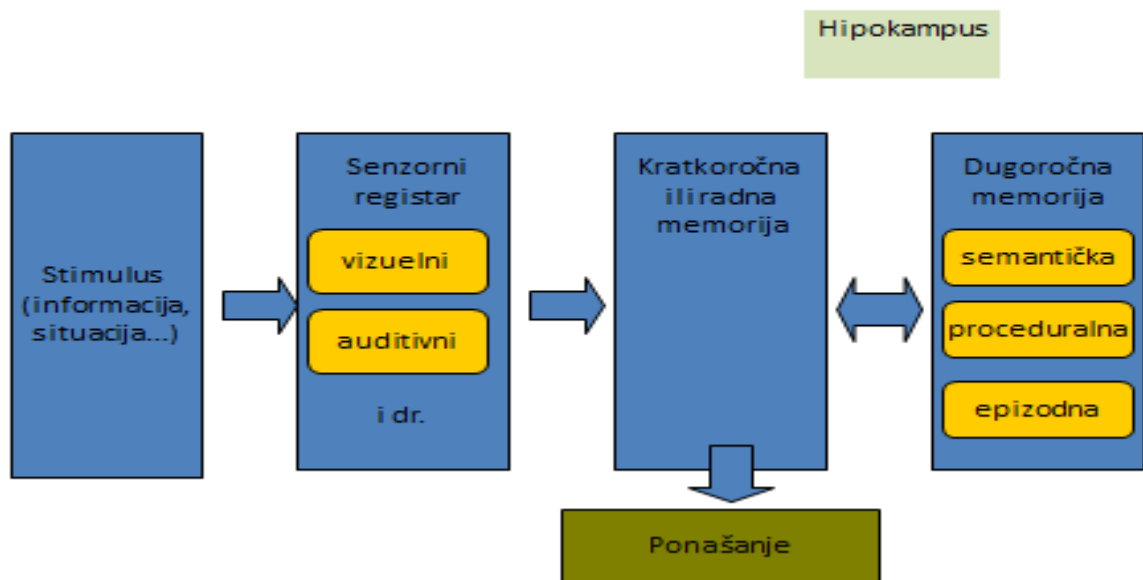 Hipokampus
Stimulus
(informacija,
situacija...)
Senzorni
registar
vizuelni
auditivni
i dr.
Kratkoročna
ili radna
memorija
Dugoročna
memorija
semantička
proceduralna
epizodna
Ponašanje